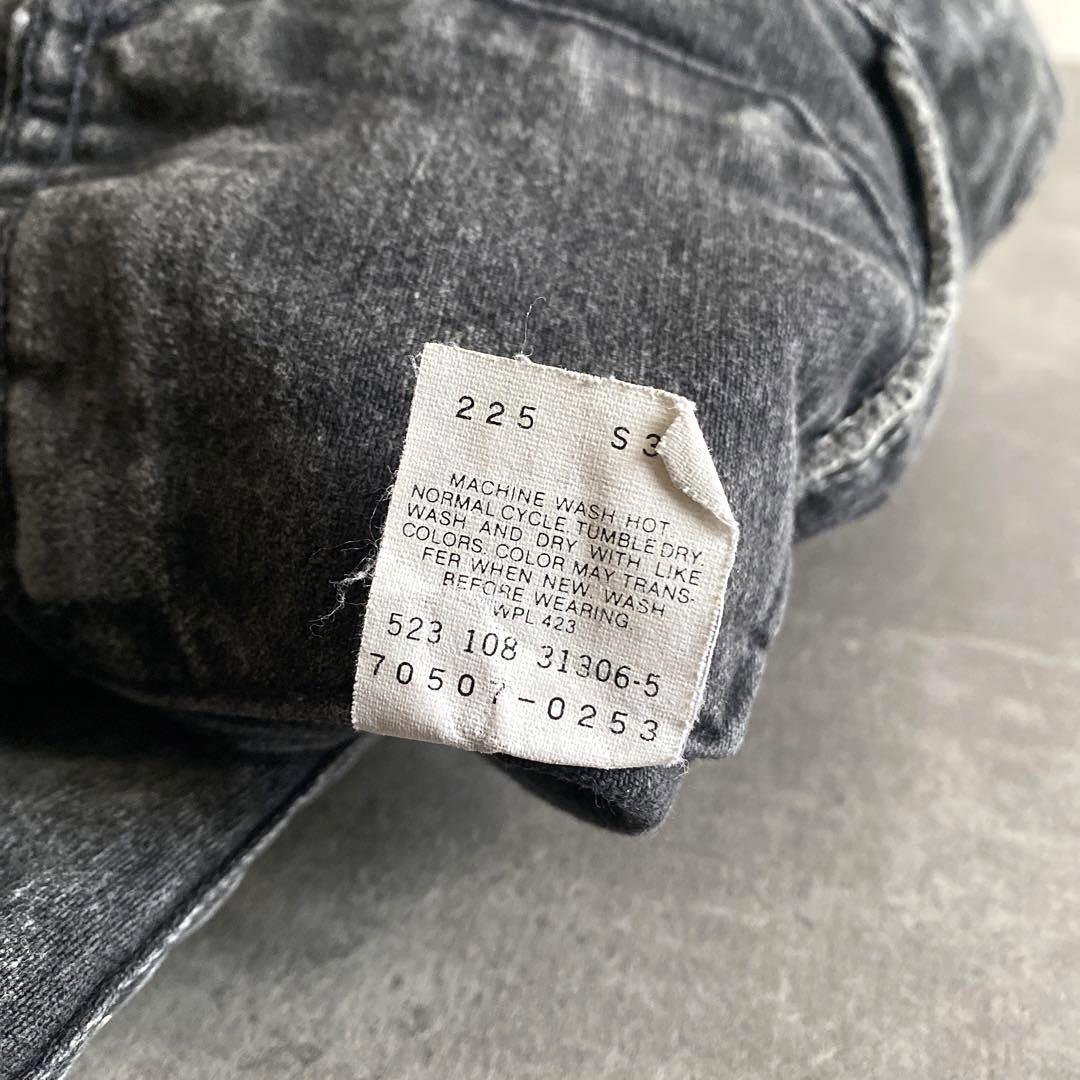 225 S3
MACHINE WASH HOT
NORMAL CYCLE, TUMBLE DRY.
WASH AND DRY WITH LIKE
COLORS. COLOR MAY TRANS-
FER WHEN NEW. WASH
BEFORE WEARING.
WPL 423
523 108 31306-5
70507-0253